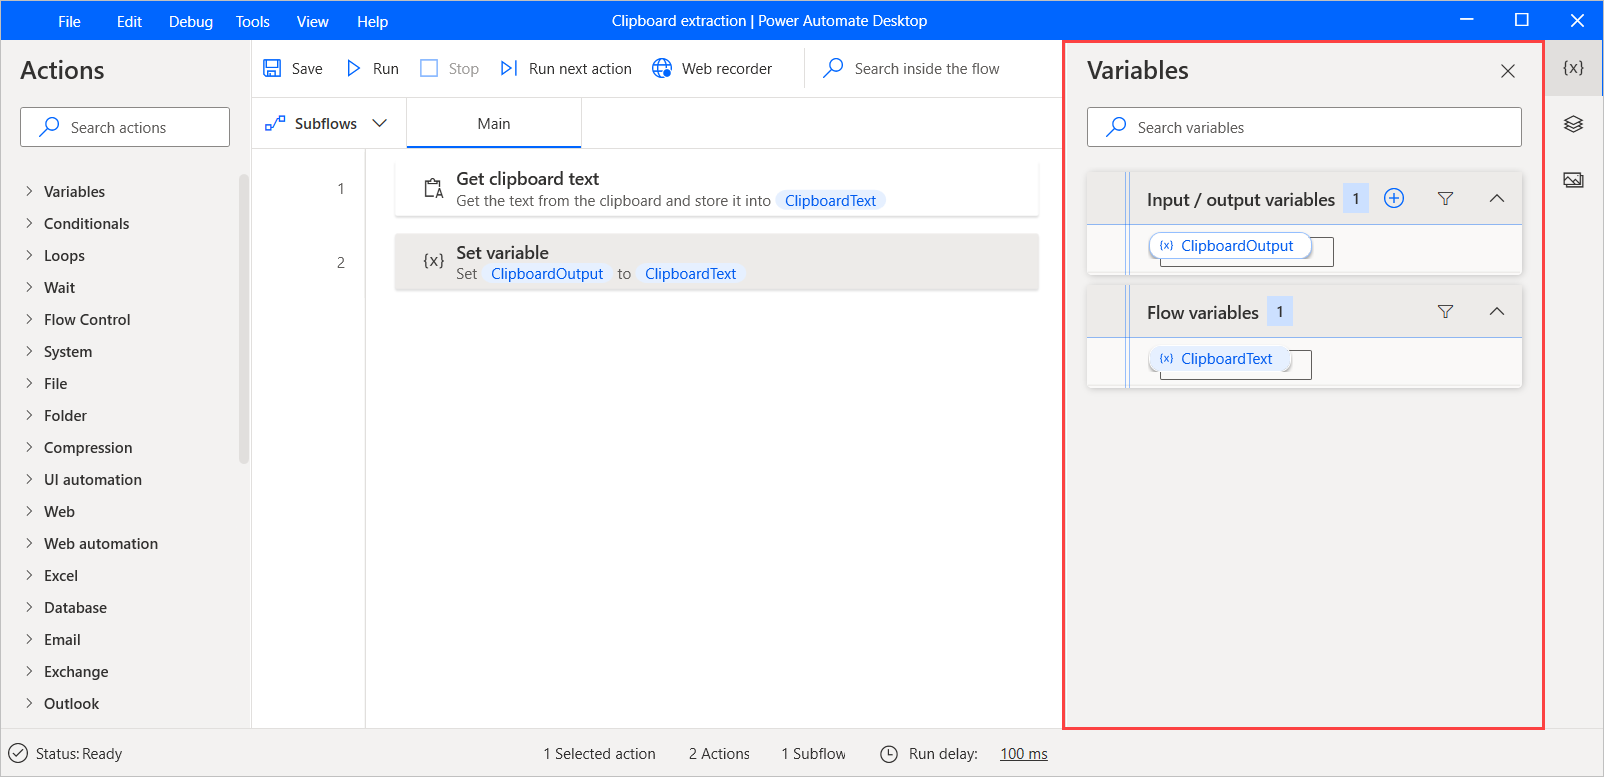 File Edit Debug Tools View Help Clipboard extraction | Power Automate Desktop
Actions
Search actions
Variables
Conditionals
Loops
Wait
Flow Control
System
File
Folder
Compression
UI automation
Web
Web automation
Excel
Database
Email
Exchange
Outlook
Save Run Stop Run next action Web recorder Search inside the flow
Subflows Main
1 Get clipboard text
Get the text from the clipboard and store it into ClipboardText
2 {x} Set variable
Set ClipboardOutput to ClipboardText
Variables
Search variables
Input / output variables 1
{x} ClipboardOutput
Flow variables 1
{x} ClipboardText
{x}
Status: Ready 1 Selected action 2 Actions 1 Subflow Run delay: 100 ms